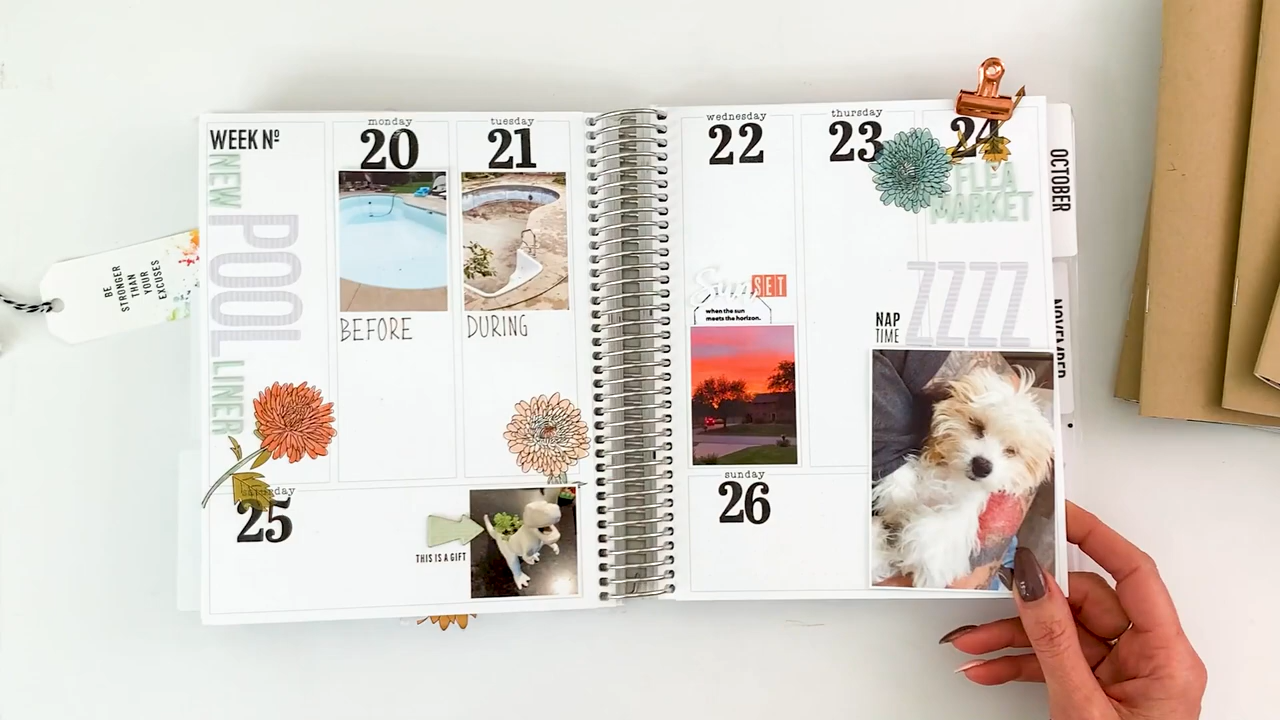 WEEK Nº
NEW
POOL
LINER
monday
20
BEFORE
tuesday
21
DURING
25
THIS IS A GIFT
wednesday
22
SunSET
when the sun
meets the horizon.
thursday
23
24
FLEA
MARKET
ZZZZ
NAP
TIME
sunday
26
OCTOBER
NOVEMBER
BE
STRONGER
THAN
YOUR
EXCUSES